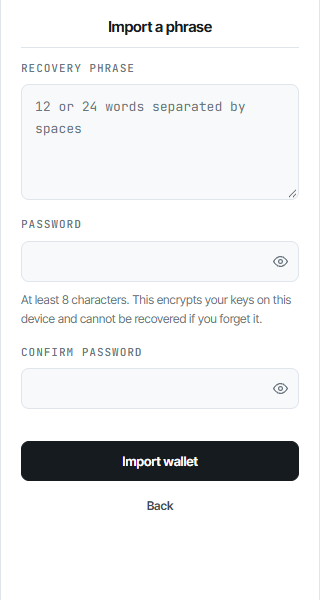 Import a phrase
RECOVERY PHRASE
12 or 24 words separated by
spaces
PASSWORD
At least 8 characters. This encrypts your keys on this
device and cannot be recovered if you forget it.
CONFIRM PASSWORD
Import wallet
Back